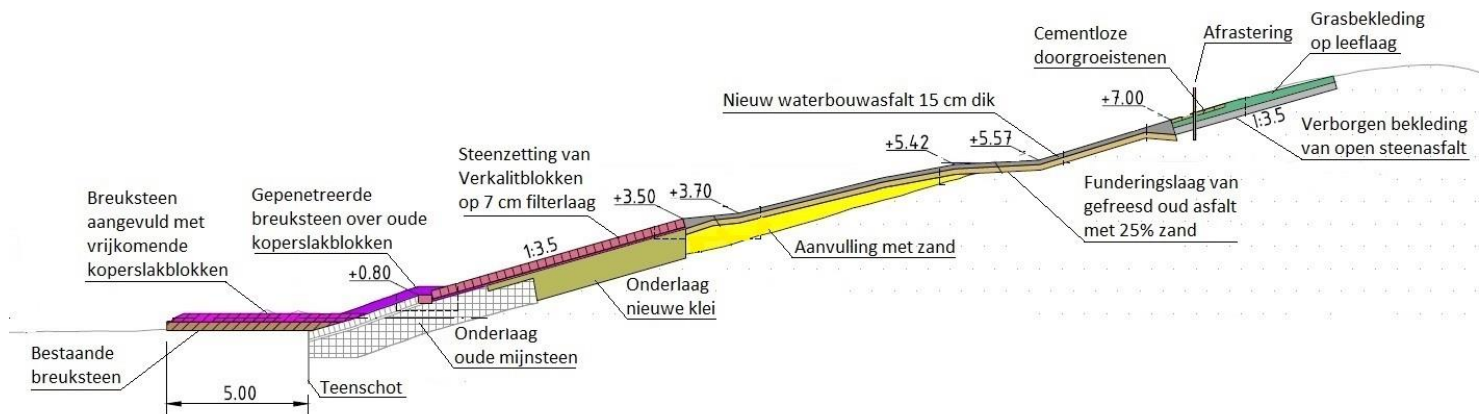 Cementloze
doorgroeistenen
Afrastering
Grasbekleding
op leeflaag
Nieuw waterbouwasfalt 15 cm dik
+7.00
1:3.5
Verborgen bekleding
van open steenasfalt
+5.42
+5.57
Steenzetting van
Verkalitblokken
op 7 cm filterlaag
Funderingslaag van
gefreesd oud asfalt
met 25% zand
Breuksteen
aangevuld met
vrijkomende
koperslakblokken
Gepenetreerde
breuksteen over oude
koperslakblokken
+3.50
+3.70
1:3.5
Aanvulling met zand
+0.80
Onderlaag
nieuwe klei
Onderlaag
oude mijnsteen
Bestaande
breuksteen
Teenschot
5.00